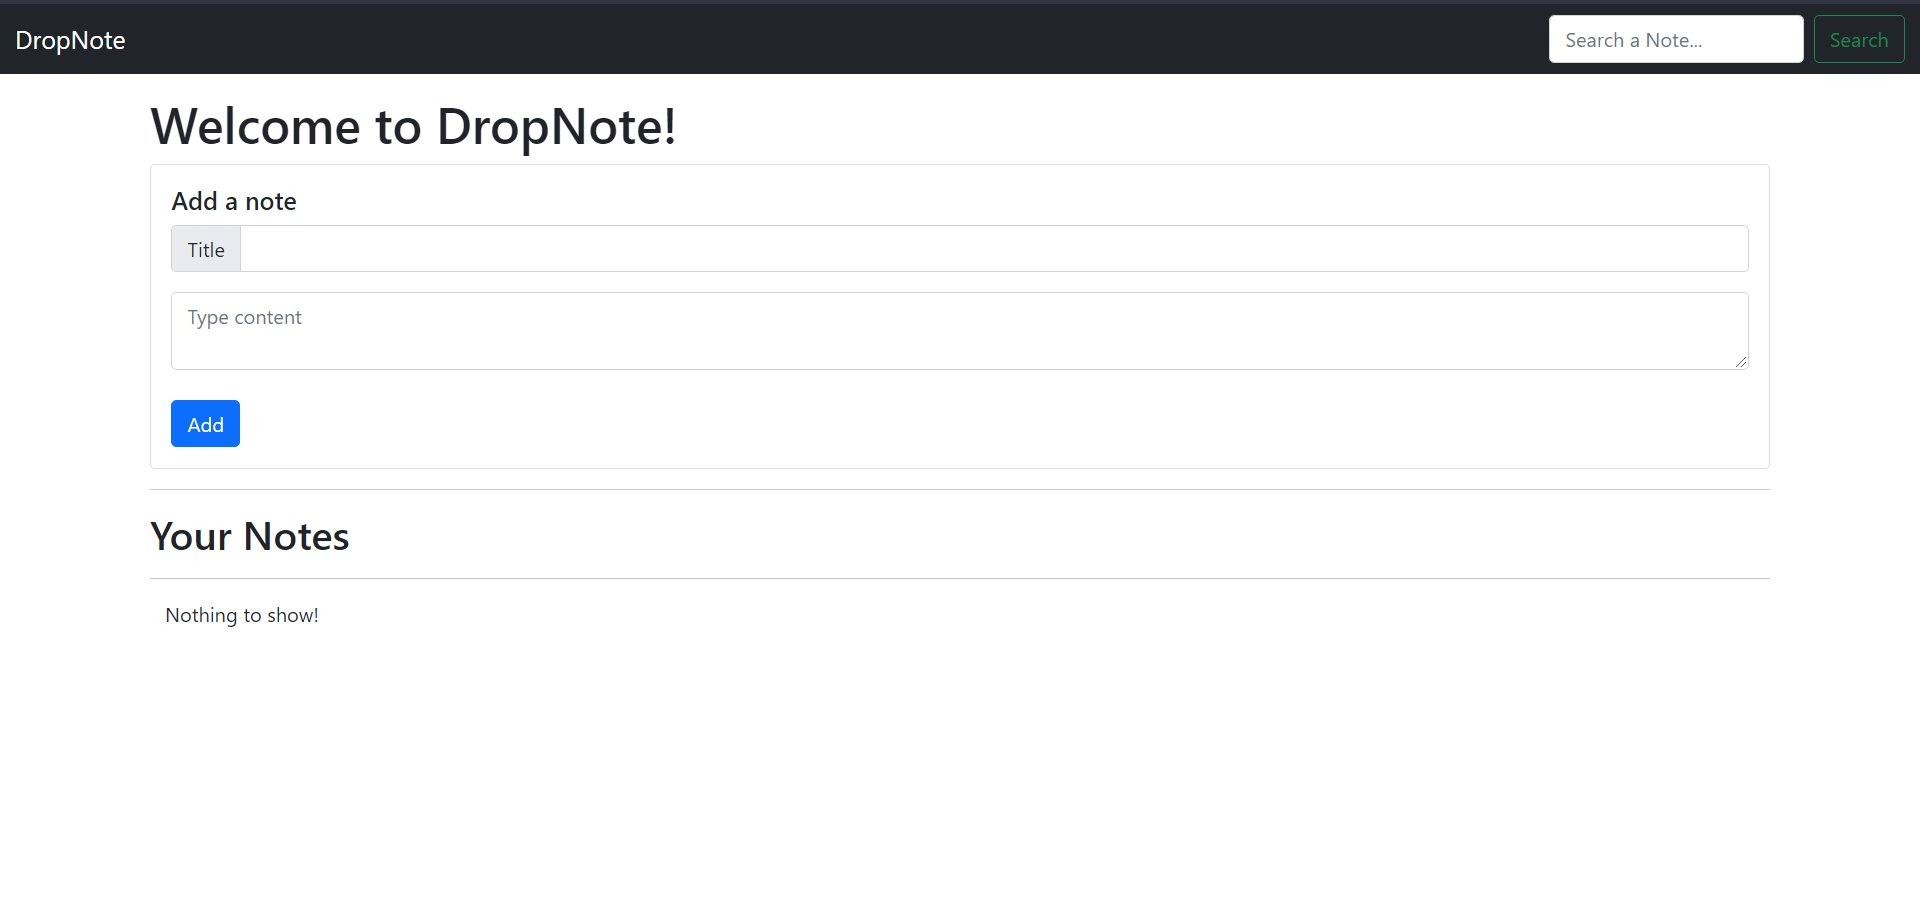 DropNote
Search a Note...
Search
Welcome to DropNote!
Add a note
Title
Type content
Add
Your Notes
Nothing to show!